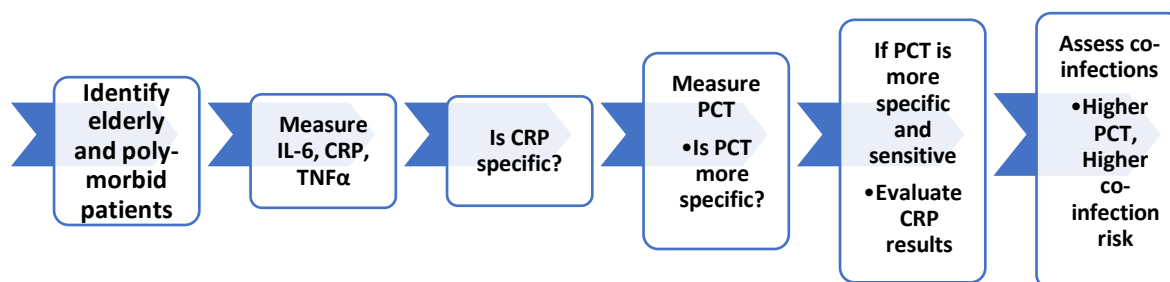 Identify
elderly
and poly-
morbid
patients
Measure
IL-6, CRP,
TNFα
Is CRP
specific?
Measure
PCT
•Is PCT
more
specific?
If PCT is
more
specific
and
sensitive
•Evaluate
CRP
results
Assess co-
infections
•Higher
PCT,
Higher
co-
infection
risk